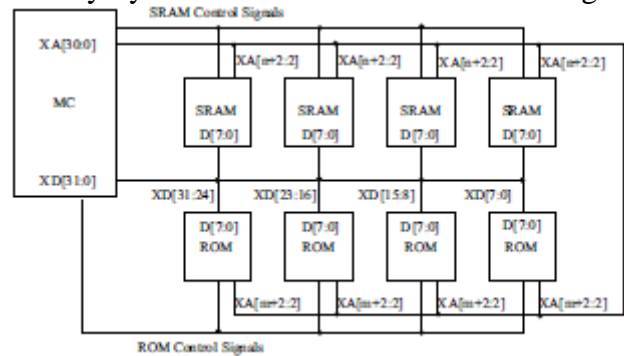 SRAM Control Signals
XA[30:0]
XA[n+2:2] XA[n+2:2] XA[n+2:2] XA[n+2:2]
MC
SRAM SRAM SRAM SRAM
D[7:0] D[7:0] D[7:0] D[7:0]
XD[31:0]
XD[31:24] XD[23:16] XD[15:8] XD[7:0]
D[7:0] D[7:0] D[7:0] D[7:0]
ROM ROM ROM ROM
XA[m+2:2] XA[m+2:2] XA[m+2:2] XA[m+2:2]
ROM Control Signals